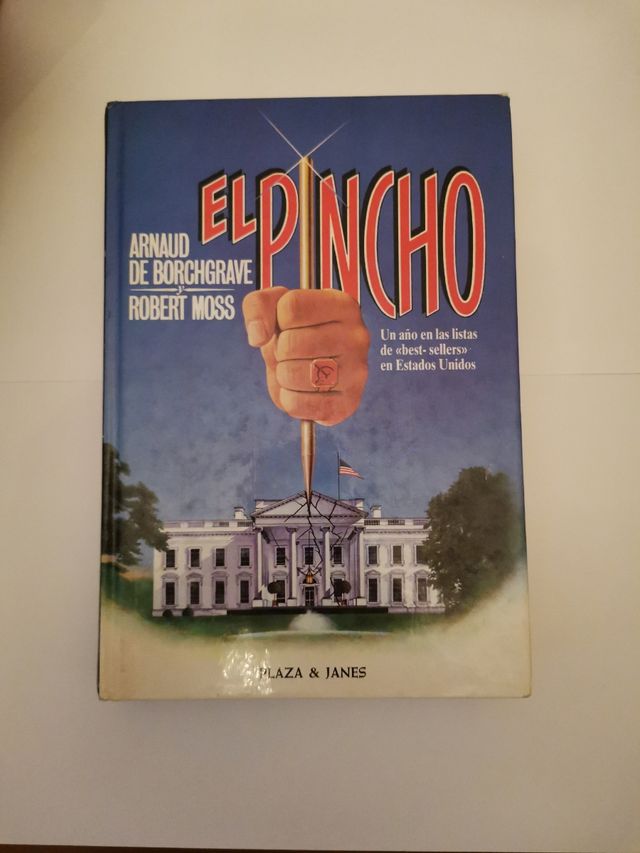 EL PINCHO
ARNAUD
DE BORCHGRAVE
y
ROBERT MOSS
Un año en las listas
de «best- sellers»
en Estados Unidos
PLAZA & JANES